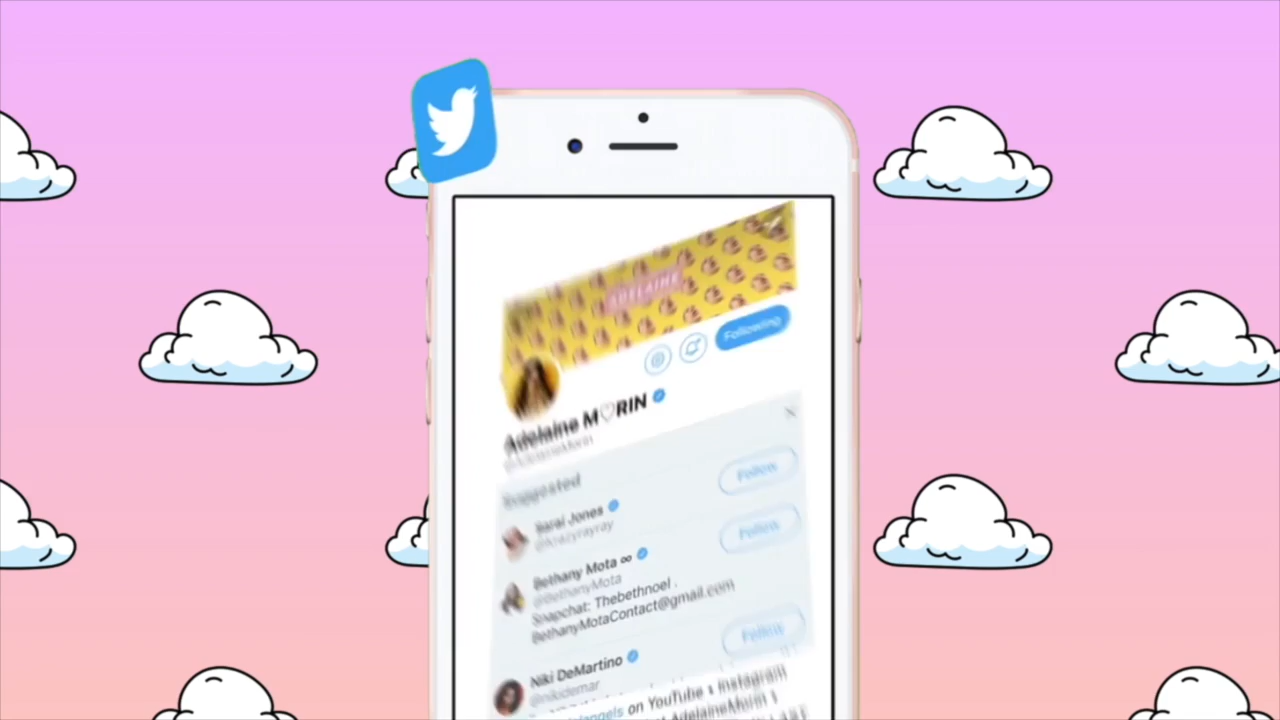 ADELAINE
Following
Adelaine M♡RIN
Suggested
Follow
Sarai Jones
@krazyrayray
Follow
Bethany Mota ∞
@BethanyMota
Snapchat: Thebethnoel .
BethanyMotaContact@gmail.com
Follow
Niki DeMartino
@nikidemar
on YouTube
Instagram
AdelaineMorin